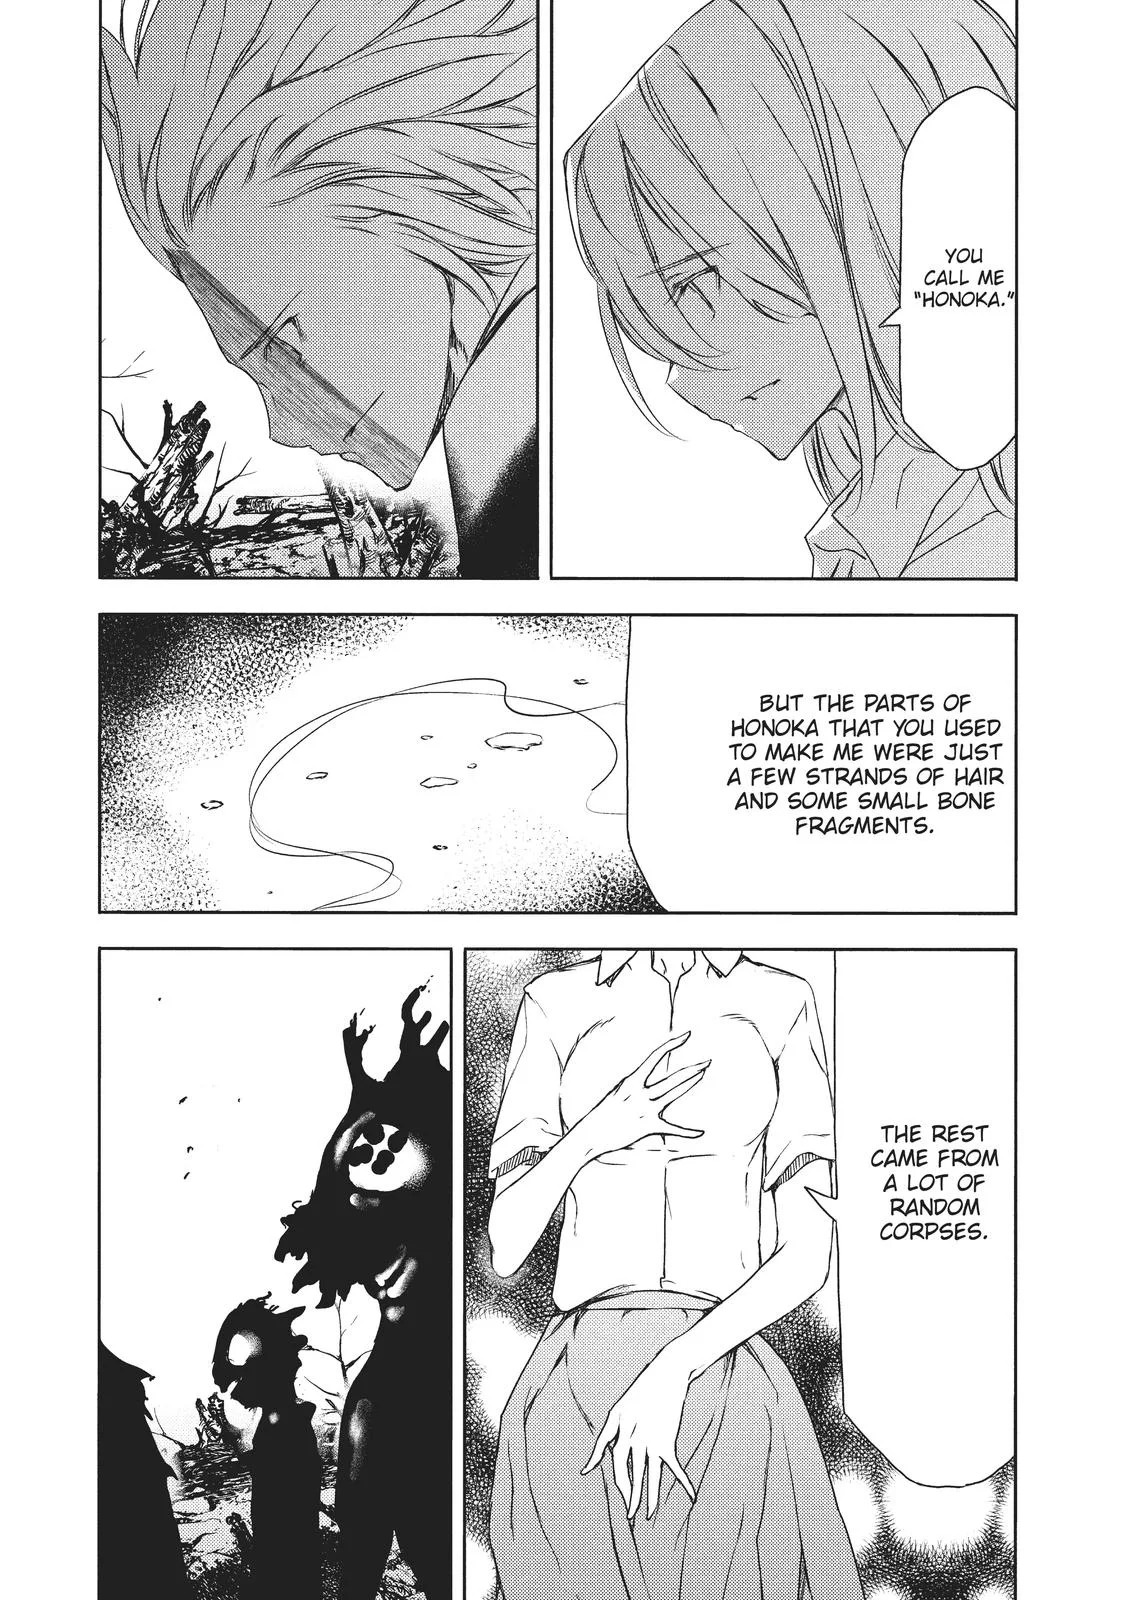 YOU
CALL ME
"HONOKA."
BUT THE PARTS OF
HONOKA THAT YOU USED
TO MAKE ME WERE JUST
A FEW STRANDS OF HAIR
AND SOME SMALL BONE
FRAGMENTS.
THE REST
CAME FROM
A LOT OF
RANDOM
CORPSES.